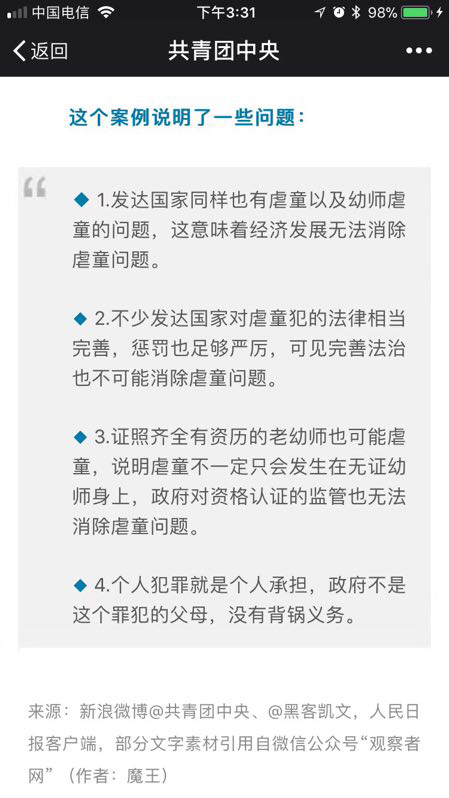 中国电信
下午3:31
98%
返回
共青团中央
这个案例说明了一些问题：
◆ 1.发达国家同样也有虐童以及幼师虐
童的问题，这意味着经济发展无法消除
虐童问题。
◆ 2.不少发达国家对虐童犯的法律相当
完善，惩罚也足够严厉，可见完善法治
也不可能消除虐童问题。
◆ 3.证照齐全有资历的老幼师也可能虐
童，说明虐童不一定只会发生在无证幼
师身上，政府对资格认证的监管也无法
消除虐童问题。
◆ 4.个人犯罪就是个人承担，政府不是
这个罪犯的父母，没有背锅义务。
来源：新浪微博@共青团中央、@黑客凯文，人民日
报客户端，部分文字素材引用自微信公众号“观察者
网”（作者：魔王）